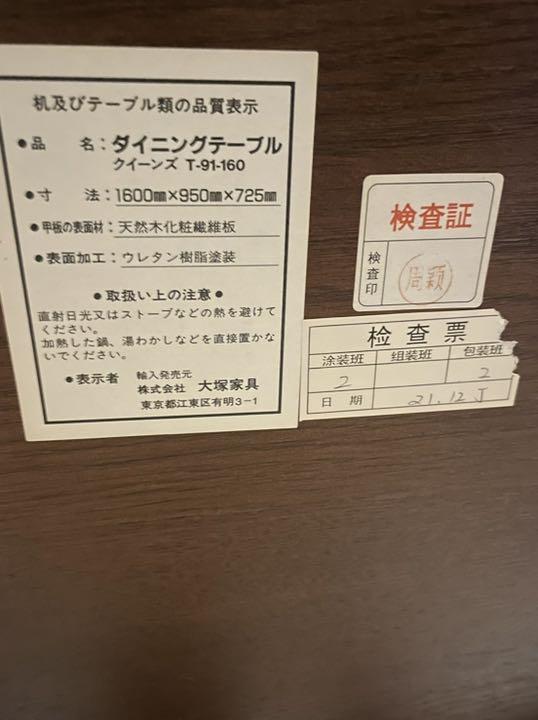 机及びテーブル類の品質表示
●品　　名：ダイニングテーブル
クイーンズ T-91-160
●寸　　法：1600㎜×950㎜×725㎜
●甲板の表面材：天然木化粧繊維板
●表面加工：ウレタン樹脂塗装
●取扱い上の注意●
直射日光又はストーブなどの熱を避けて
ください。
加熱した鍋、湯わかしなどを直接置かな
いでください。
●表示者　輸入発売元
株式会社　大塚家具
東京都江東区有明3-1
検査証
検査印
周颖
检查票
涂装班　组装班　包装班
2　2
日　期　21.12